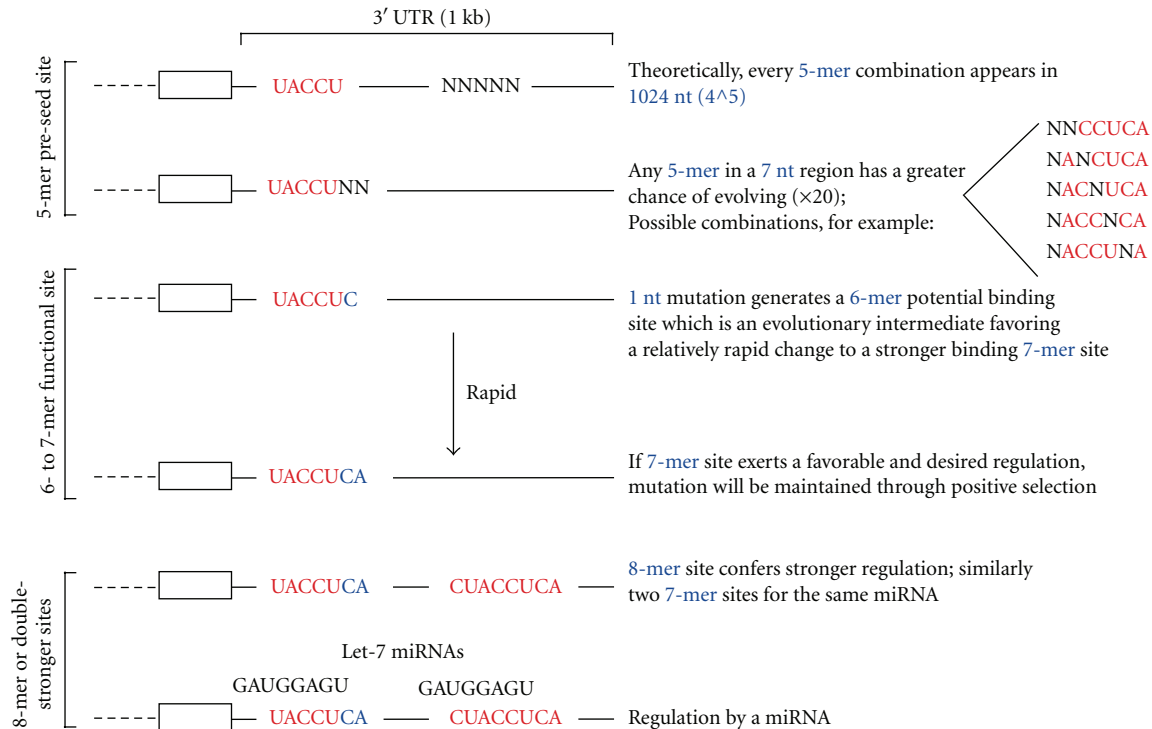 3′ UTR (1 kb)
5-mer pre-seed site
UACCU
NNNNN
Theoretically, every 5-mer combination appears in
1024 nt (4^5)
UACCUNN
Any 5-mer in a 7 nt region has a greater
chance of evolving (×20);
Possible combinations, for example:
NNCCUCA
NANCUCA
NACNUCA
NACCNCA
NACCUNA
6- to 7-mer functional site
UACCUC
1 nt mutation generates a 6-mer potential binding
site which is an evolutionary intermediate favoring
a relatively rapid change to a stronger binding 7-mer site
Rapid
UACCUCA
If 7-mer site exerts a favorable and desired regulation,
mutation will be maintained through positive selection
8-mer or double-
stronger sites
UACCUCA
CUACCUCA
8-mer site confers stronger regulation; similarly
two 7-mer sites for the same miRNA
Let-7 miRNAs
GAUGGAGU
GAUGGAGU
UACCUCA
CUACCUCA
Regulation by a miRNA